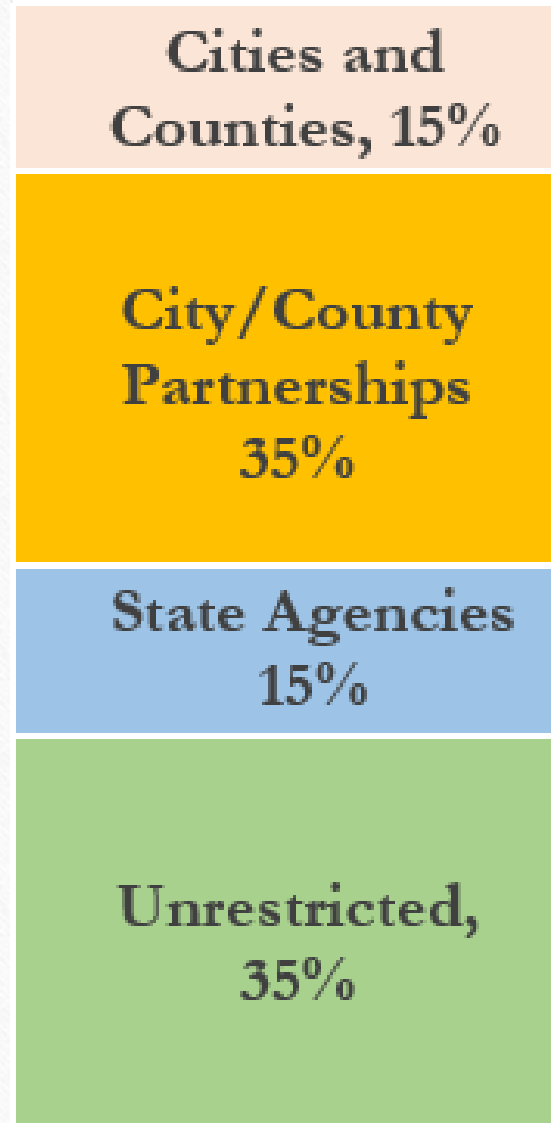 Cities and
Counties, 15%
City/County
Partnerships
35%
State Agencies
15%
Unrestricted,
35%